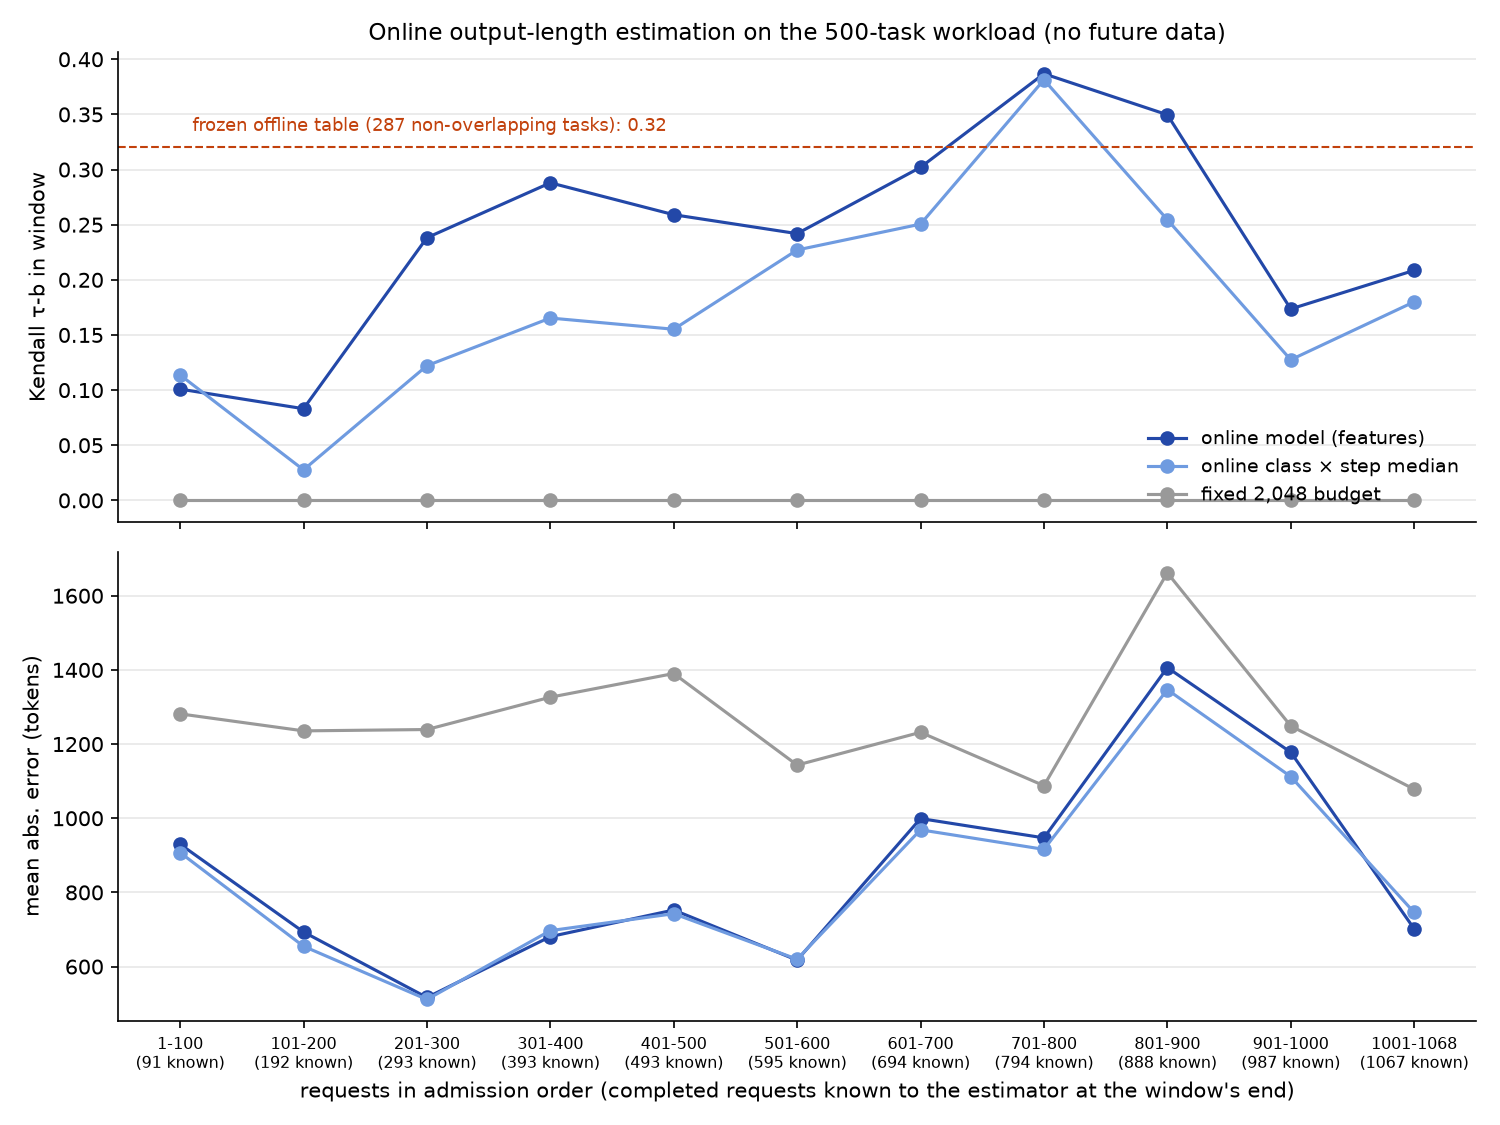 Online output-length estimation on the 500-task workload (no future data)
Kendall τ-b in window
0.40
0.35
0.30
0.25
0.20
0.15
0.10
0.05
0.00
frozen offline table (287 non-overlapping tasks): 0.32
online model (features)
online class × step median
fixed 2,048 budget
mean abs. error (tokens)
1600
1400
1200
1000
800
600
1-100 101-200 201-300 301-400 401-500 501-600 601-700 701-800 801-900 901-1000 1001-1068
(91 known) (192 known) (293 known) (393 known) (493 known) (595 known) (694 known) (794 known) (888 known) (987 known) (1067 known)
requests in admission order (completed requests known to the estimator at the window's end)